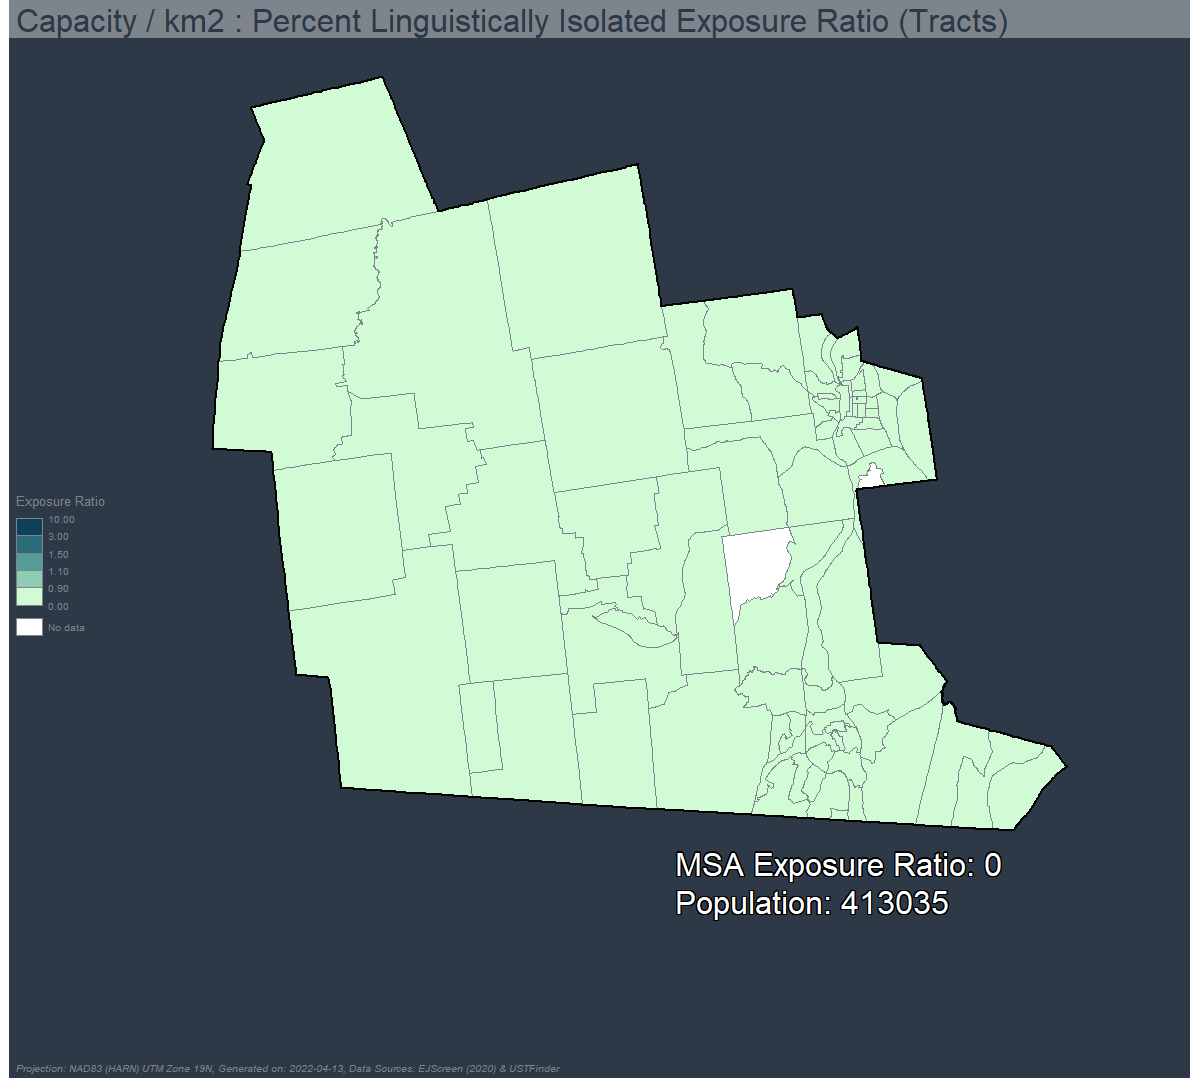 Capacity / km2 : Percent Linguistically Isolated Exposure Ratio (Tracts)
Exposure Ratio
10.00
3.00
1.50
1.10
0.90
0.00
No data
MSA Exposure Ratio: 0
Population: 413035
Projection: NAD83 (HARN) UTM Zone 19N, Generated on: 2022-04-13, Data Sources: EJScreen (2020) & USTFinder